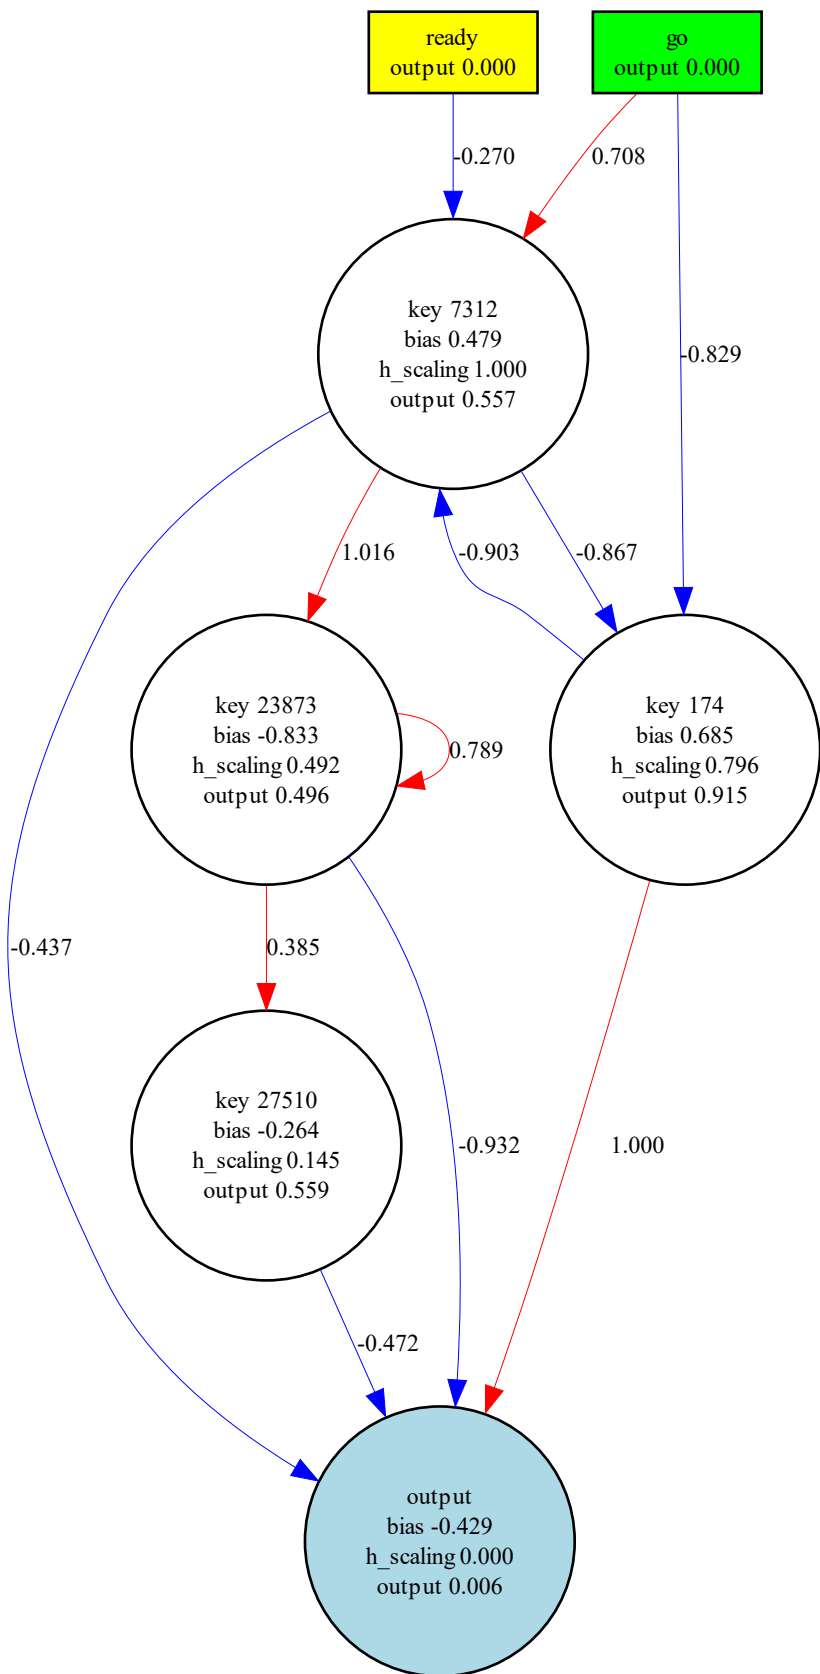 ready
output 0.000
go
output 0.000
-0.270
0.708
key 7312
bias 0.479
h_scaling 1.000
output 0.557
-0.829
1.016
-0.903
-0.867
key 23873
bias -0.833
h_scaling 0.492
output 0.496
0.789
key 174
bias 0.685
h_scaling 0.796
output 0.915
-0.437
0.385
key 27510
bias -0.264
h_scaling 0.145
output 0.559
-0.932
1.000
-0.472
output
bias -0.429
h_scaling 0.000
output 0.006